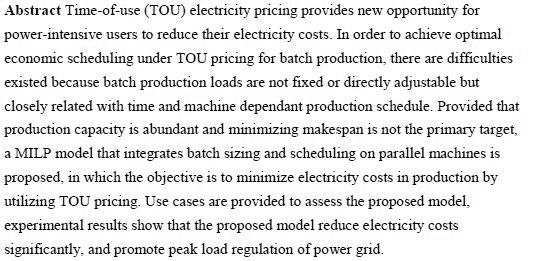 Abstract Time-of-use (TOU) electricity pricing provides new opportunity for
power-intensive users to reduce their electricity costs. In order to achieve optimal
economic scheduling under TOU pricing for batch production, there are difficulties
existed because batch production loads are not fixed or directly adjustable but
closely related with time and machine dependant production schedule. Provided that
production capacity is abundant and minimizing makespan is not the primary target,
a MILP model that integrates batch sizing and scheduling on parallel machines is
proposed, in which the objective is to minimize electricity costs in production by
utilizing TOU pricing. Use cases are provided to assess the proposed model,
experimental results show that the proposed model reduce electricity costs
significantly, and promote peak load regulation of power grid.